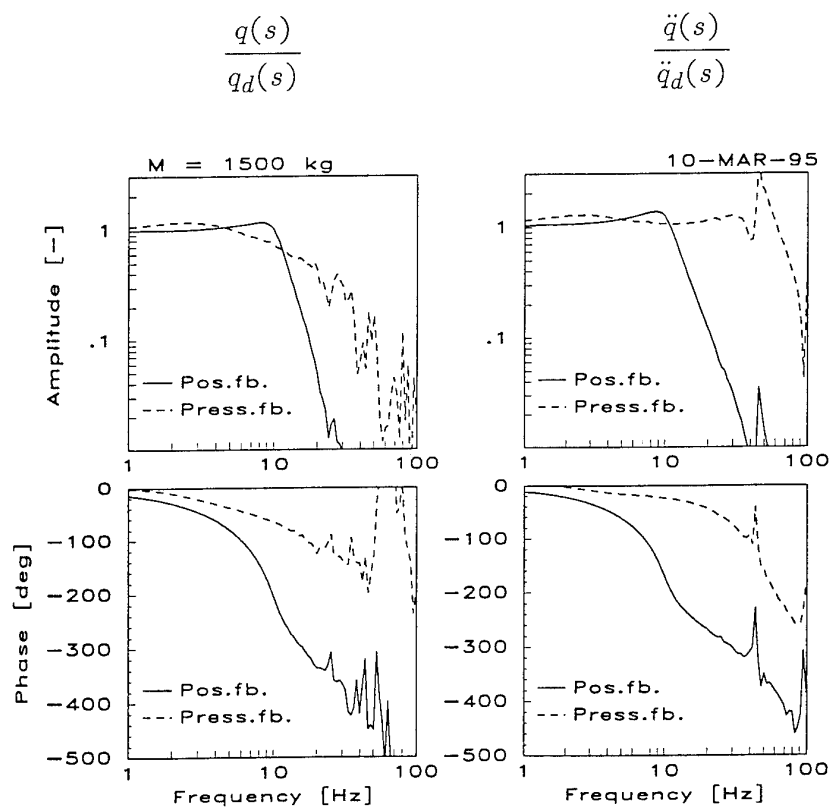 q(s) / q_d(s)
q̈(s) / q̈_d(s)
M = 1500 kg
10-MAR-95
Amplitude [-]
1
.1
Pos.fb.
Press.fb.
1
10
100
1
.1
Pos.fb.
Press.fb.
1
10
100
Phase [deg]
0
-100
-200
-300
-400
-500
Pos.fb.
Press.fb.
1
10
100
Frequency [Hz]
0
-100
-200
-300
-400
-500
Pos.fb.
Press.fb.
1
10
100
Frequency [Hz]